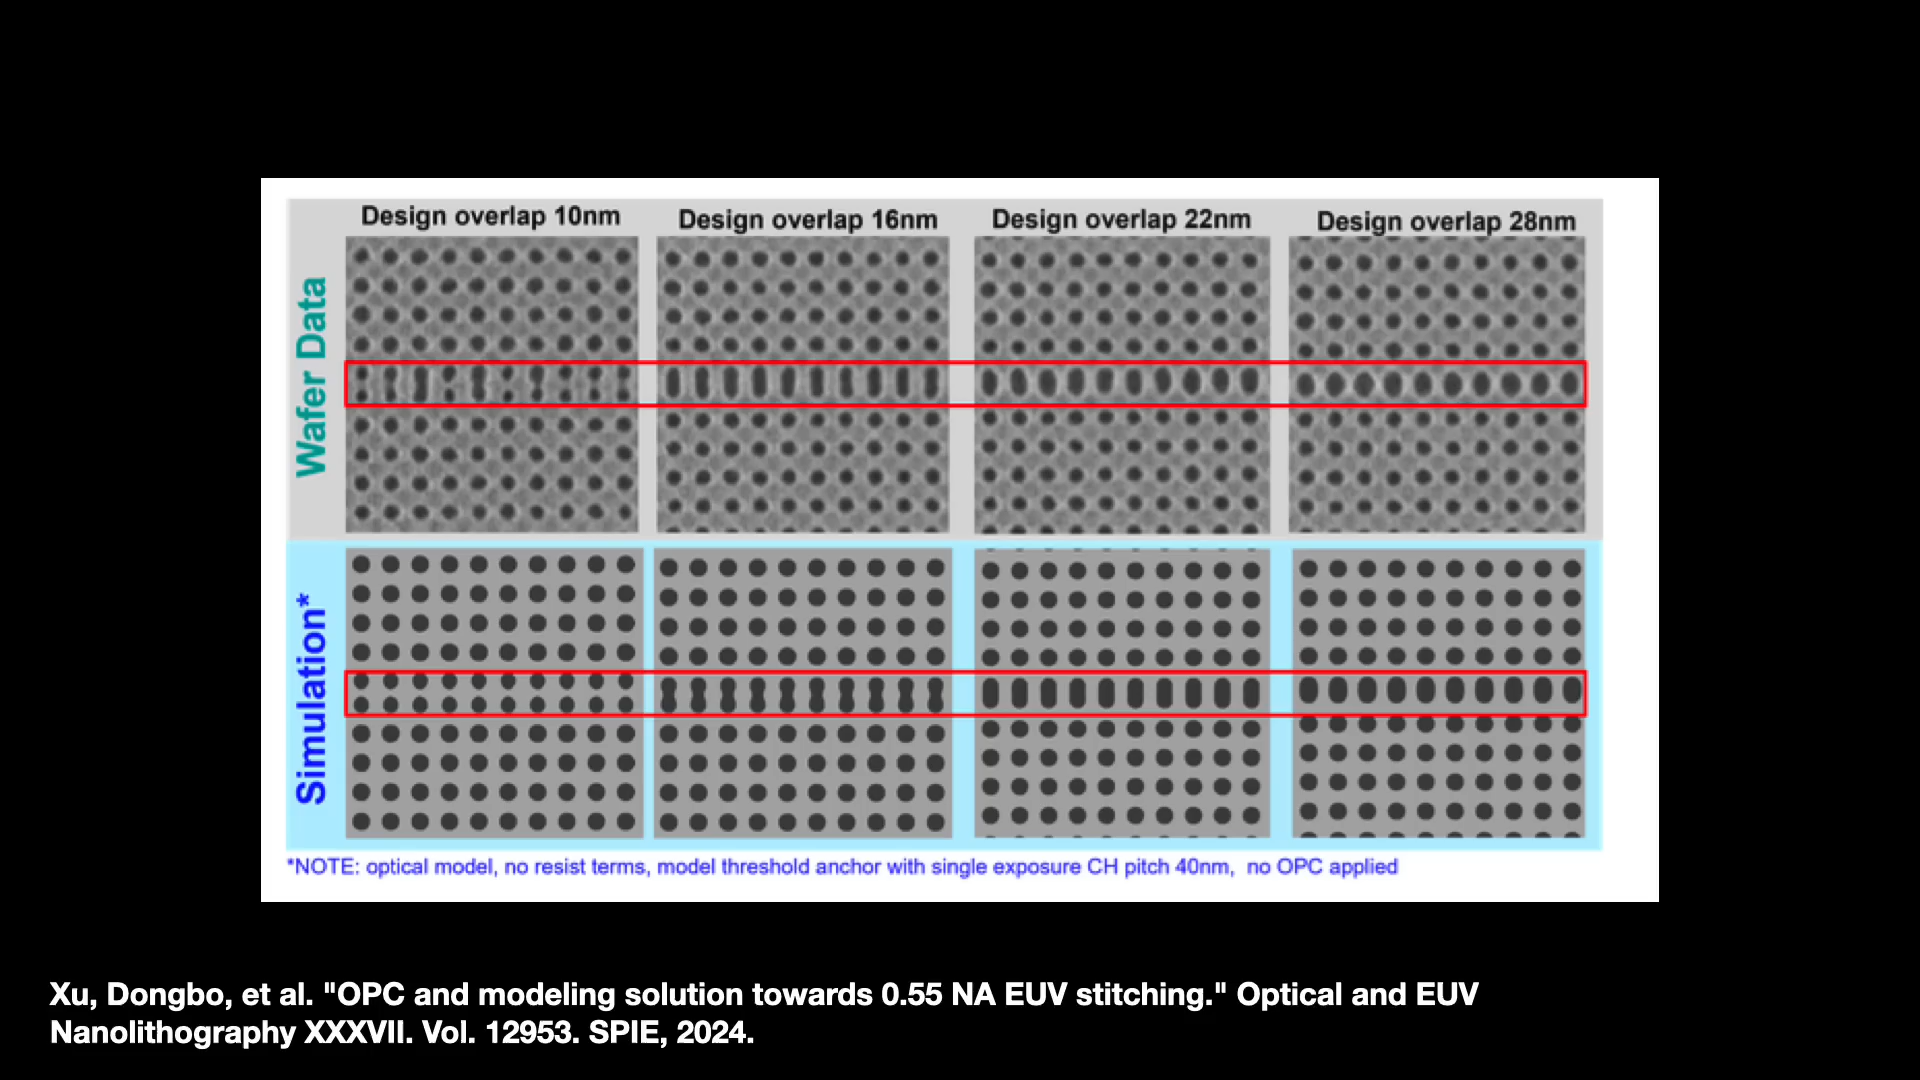 Design overlap 10nm
Design overlap 16nm
Design overlap 22nm
Design overlap 28nm
Wafer Data
Simulation*
*NOTE: optical model, no resist terms, model threshold anchor with single exposure CH pitch 40nm, no OPC applied
Xu, Dongbo, et al. "OPC and modeling solution towards 0.55 NA EUV stitching." Optical and EUV
Nanolithography XXXVII. Vol. 12953. SPIE, 2024.